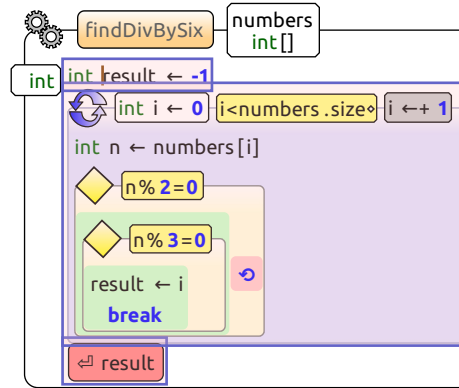 findDivBySix numbers
int[]
int int result ← -1
int i ← 0 i<numbers.size⋄ i ←+ 1
int n ← numbers[i]
n% 2=0
n% 3=0
result ← i
break
⏎ result